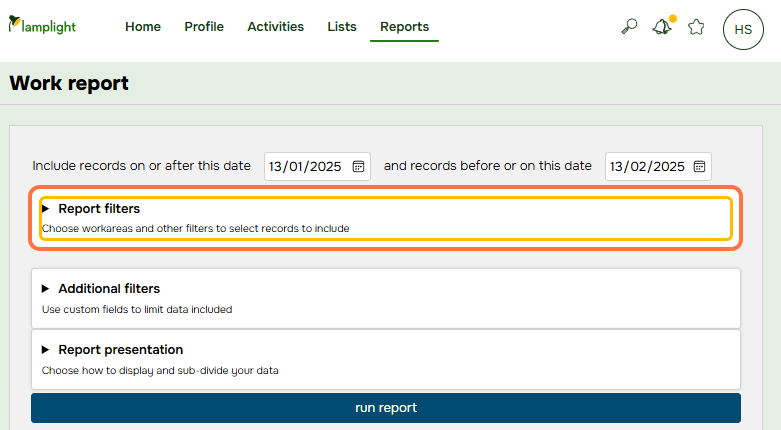 lamplight
Home Profile Activities Lists Reports
HS
Work report
Include records on or after this date 13/01/2025 and records before or on this date 13/02/2025
Report filters
Choose workareas and other filters to select records to include
Additional filters
Use custom fields to limit data included
Report presentation
Choose how to display and sub-divide your data
run report